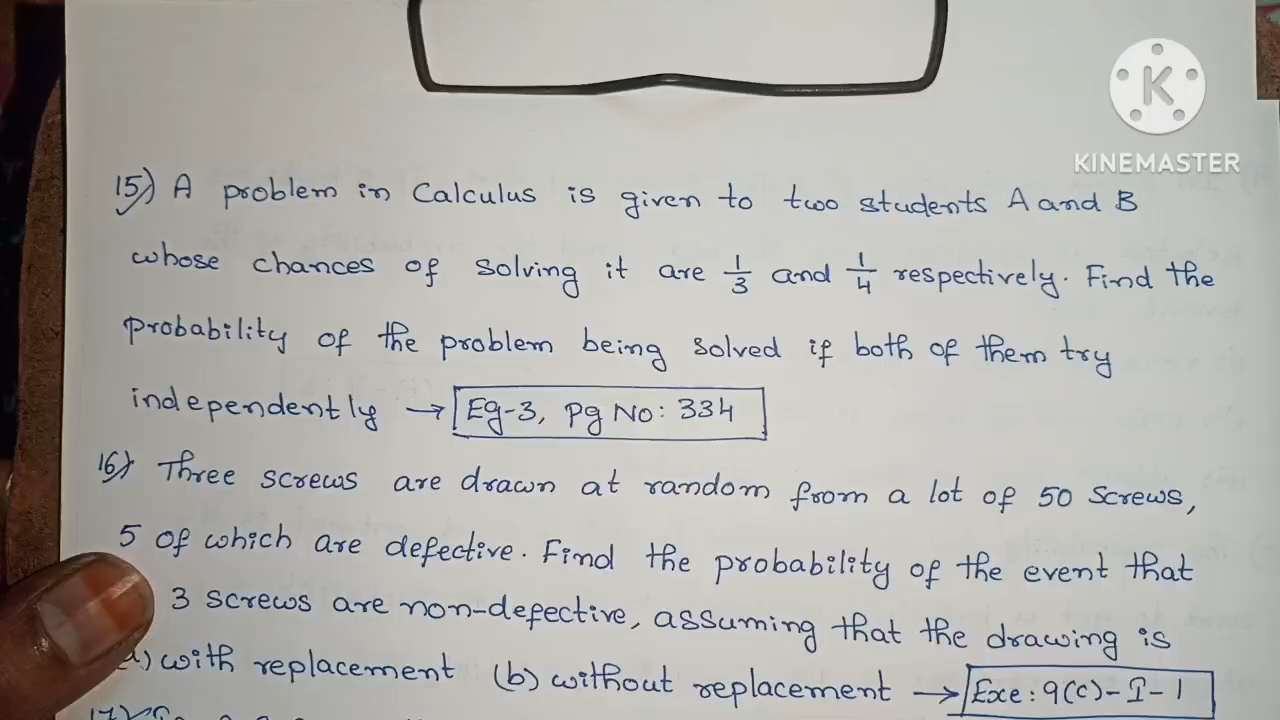 K
KINEMASTER
15) A problem in Calculus is given to two students A and B
whose chances of solving it are 1/3 and 1/4 respectively. Find the
probability of the problem being solved if both of them try
independently → Eg-3, Pg No: 334
16) Three screws are drawn at random from a lot of 50 screws,
5 of which are defective. Find the probability of the event that
3 screws are non-defective, assuming that the drawing is
) with replacement (b) without replacement → Exe: 9(c)-I-1
17)